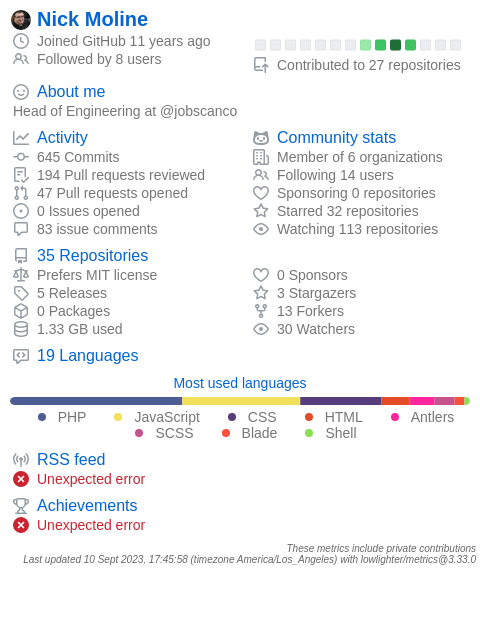 Nick Moline
Joined GitHub 11 years ago
Followed by 8 users
Contributed to 27 repositories
About me
Head of Engineering at @jobscanco
Activity
645 Commits
194 Pull requests reviewed
47 Pull requests opened
0 Issues opened
83 issue comments
Community stats
Member of 6 organizations
Following 14 users
Sponsoring 0 repositories
Starred 32 repositories
Watching 113 repositories
35 Repositories
Prefers MIT license
5 Releases
0 Packages
1.33 GB used
0 Sponsors
3 Stargazers
13 Forkers
30 Watchers
19 Languages
Most used languages
PHP JavaScript CSS HTML Antlers
SCSS Blade Shell
RSS feed
Unexpected error
Achievements
Unexpected error
These metrics include private contributions
Last updated 10 Sept 2023, 17:45:58 (timezone America/Los_Angeles) with lowlighter/metrics@3.33.0